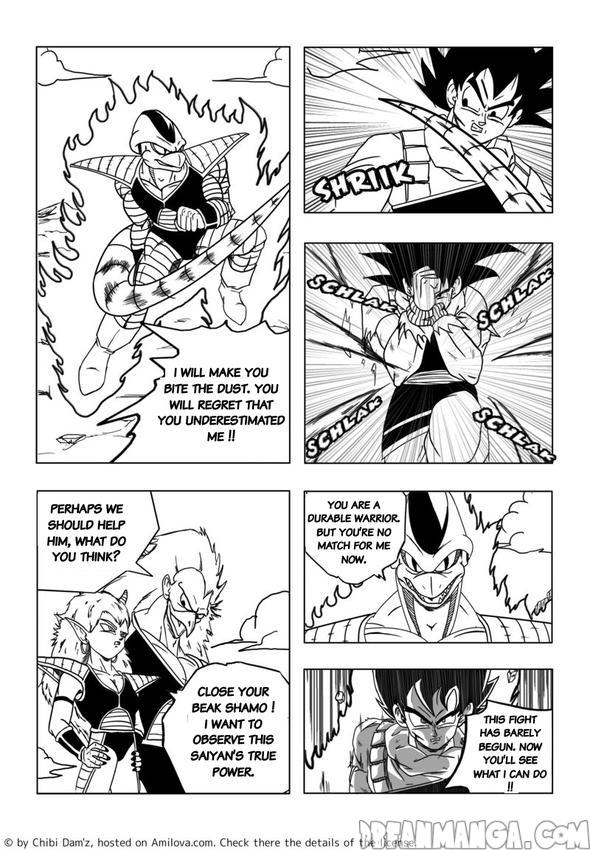 I WILL MAKE YOU
BITE THE DUST. YOU
WILL REGRET THAT
YOU UNDERESTIMATED
ME !!
SHRIIK
SCHLAK
SCHLAK
SCHLAK
SCHLAK
PERHAPS WE
SHOULD HELP
HIM, WHAT DO
YOU THINK?
CLOSE YOUR
BEAK SHAMO !
I WANT TO
OBSERVE THIS
SAIYAN'S TRUE
POWER.
YOU ARE A
DURABLE WARRIOR.
BUT YOU'RE NO
MATCH FOR ME
NOW.
THIS FIGHT
HAS BARELY
BEGUN. NOW
YOU'LL SEE
WHAT I CAN DO
!!
© by Chibi Dam'z, hosted on Amilova.com. Check there the details of the license.
DREAMMANGA.COM